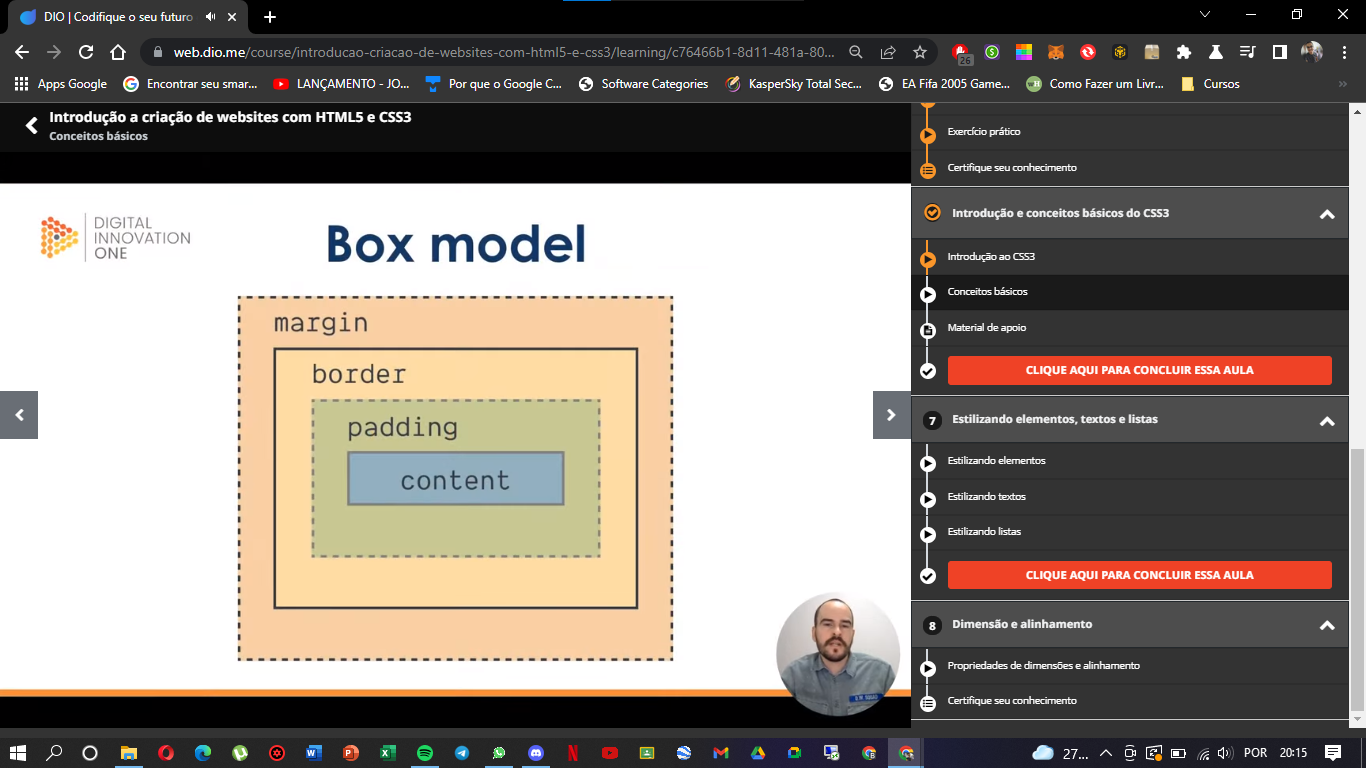 DIO | Codifique o seu futuro
web.dio.me/course/introducao-criacao-de-websites-com-html5-e-css3/learning/c76466b1-8d11-481a-80...
26
Apps Google
Encontrar seu smar...
LANÇAMENTO - JO...
Por que o Google C...
Software Categories
KasperSky Total Sec...
EA Fifa 2005 Game...
Como Fazer um Livr...
Cursos
Introdução a criação de websites com HTML5 e CSS3
Conceitos básicos
DIGITAL
INNOVATION
ONE
Box model
margin
border
padding
content
Exercício prático
Certifique seu conhecimento
Introdução e conceitos básicos do CSS3
Introdução ao CSS3
Conceitos básicos
Material de apoio
CLIQUE AQUI PARA CONCLUIR ESSA AULA
7 Estilizando elementos, textos e listas
Estilizando elementos
Estilizando textos
Estilizando listas
CLIQUE AQUI PARA CONCLUIR ESSA AULA
8 Dimensão e alinhamento
Propriedades de dimensões e alinhamento
Certifique seu conhecimento
27...
POR
20:15